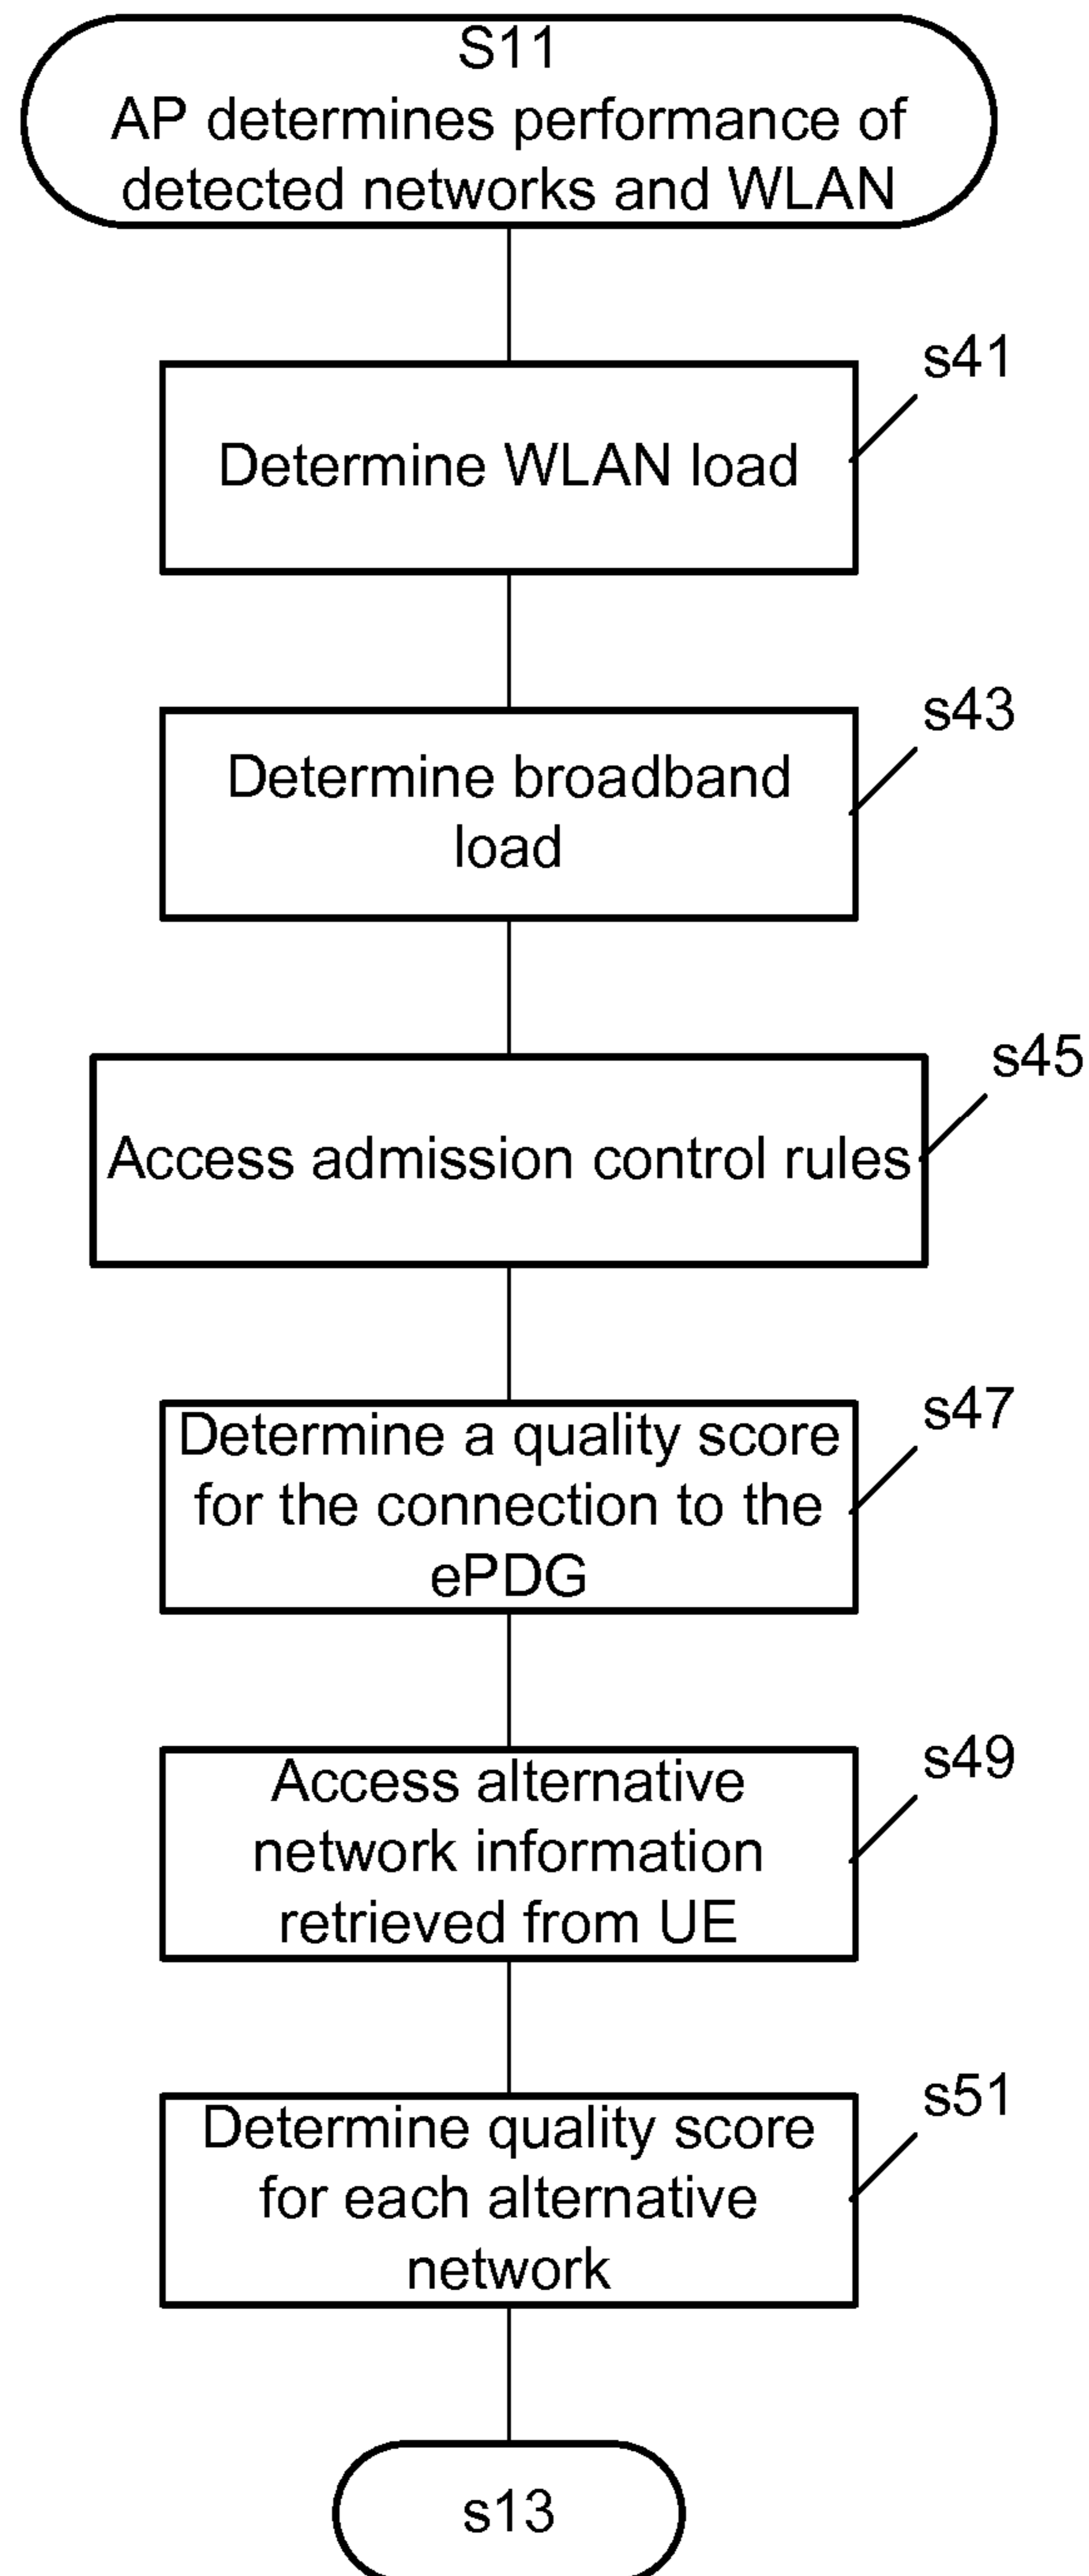 S11
AP determines performance of
detected networks and WLAN
s41
Determine WLAN load
s43
Determine broadband
load
s45
Access admission control rules
s47
Determine a quality score
for the connection to the
ePDG
s49
Access alternative
network information
retrieved from UE
s51
Determine quality score
for each alternative
network
s13